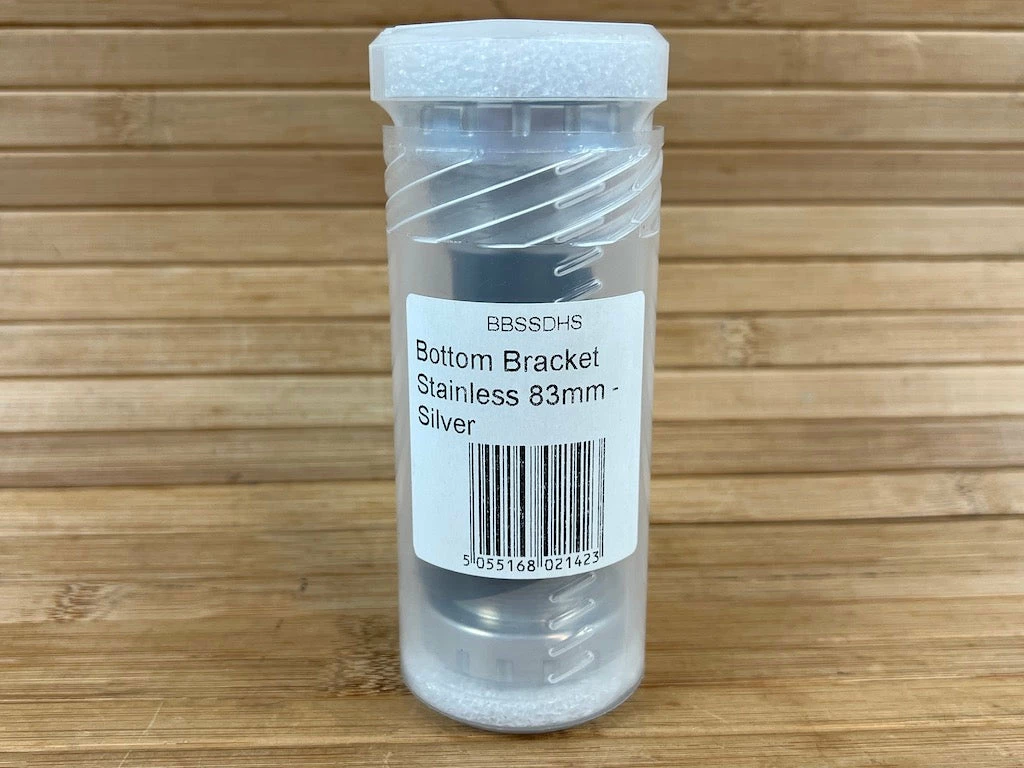 BBSSDHS
Bottom Bracket
Stainless 83mm -
Silver
5 055168 021423